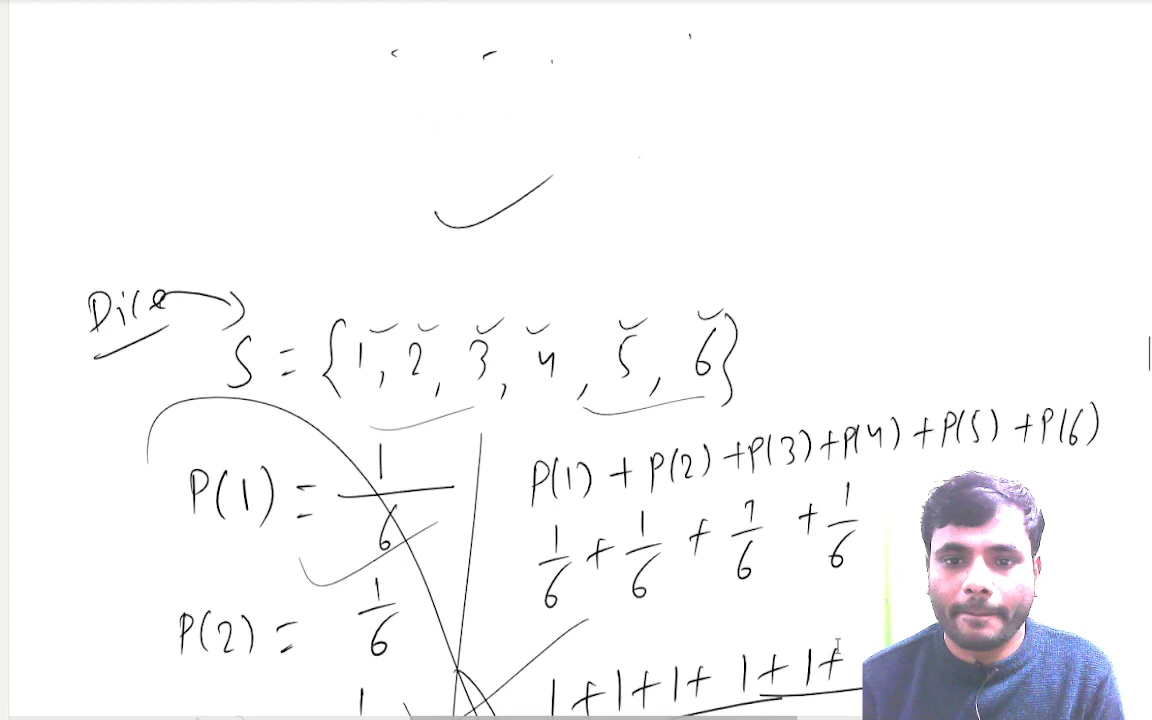 Dice
S = {1, 2, 3, 4, 5, 6}
P(1) = 1/6
P(2) = 1/6
P(1) + P(2) + P(3) + P(4) + P(5) + P(6)
1/6 + 1/6 + 1/6 + 1/6
1+1+1+ 1+1+